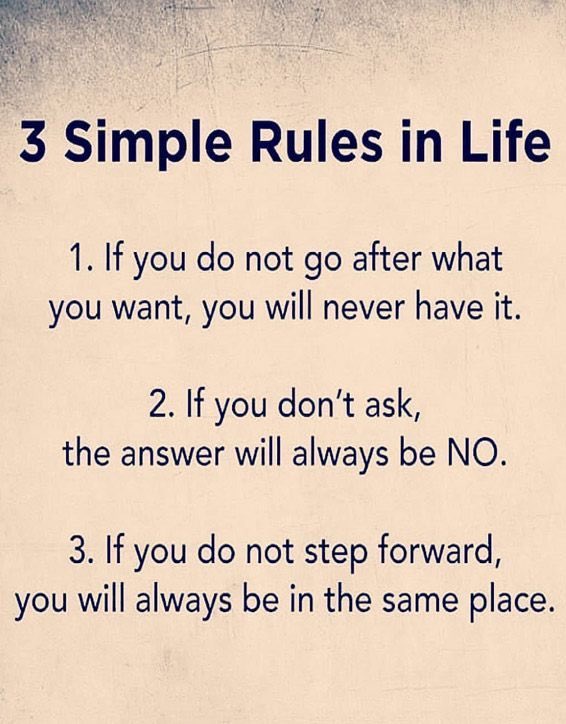 3 Simple Rules in Life
1. If you do not go after what
you want, you will never have it.
2. If you don’t ask,
the answer will always be NO.
3. If you do not step forward,
you will always be in the same place.